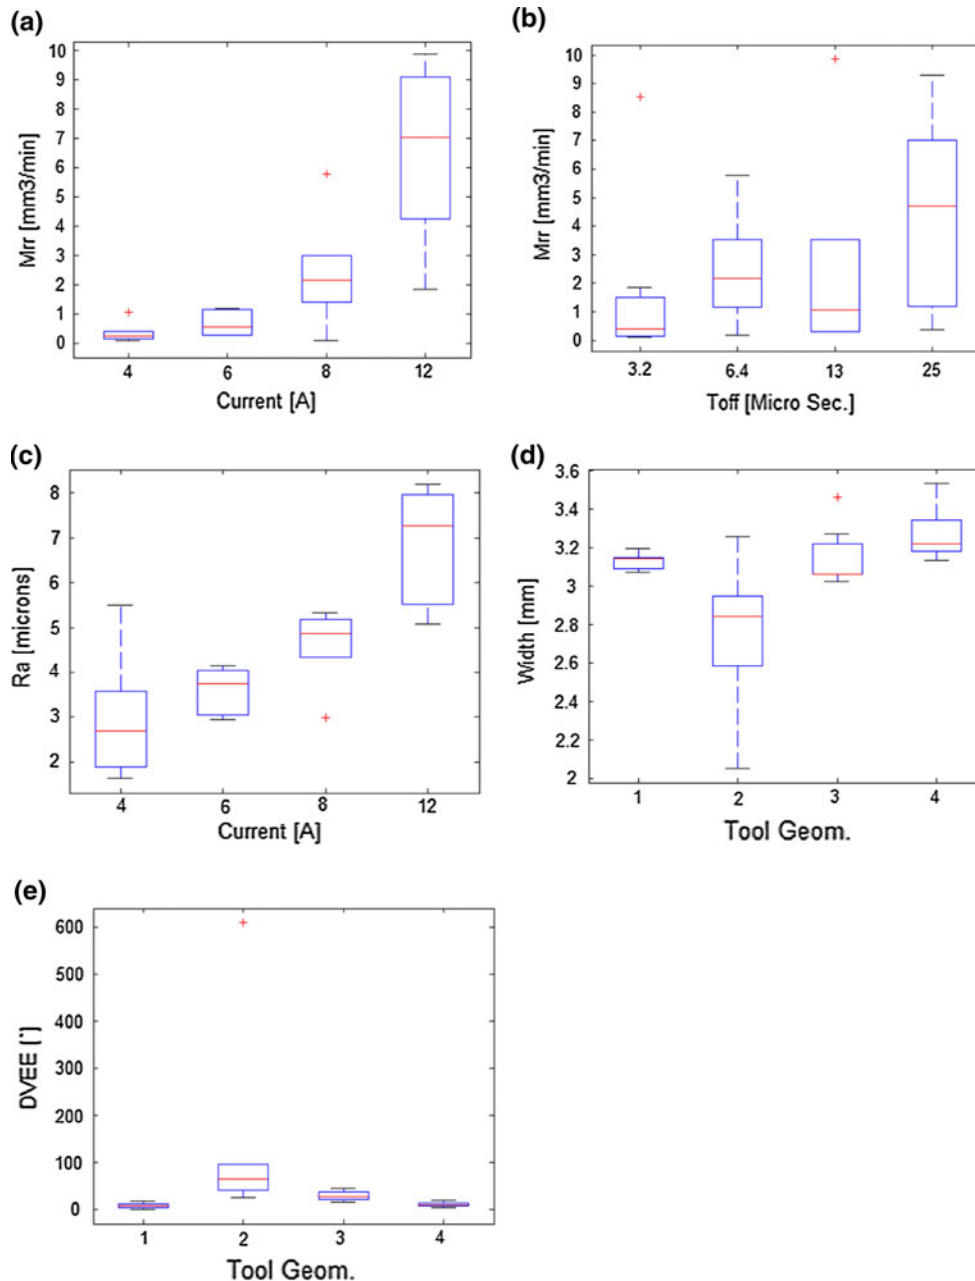 (a)
10
9
8
7
6
5
4
3
2
1
0
Mrr [mm3/min]
4 6 8 12
Current [A]
(b)
10
9
8
7
6
5
4
3
2
1
0
Mrr [mm3/min]
3.2 6.4 13 25
Toff [Micro Sec.]
(c)
8
7
6
5
4
3
2
Ra [microns]
4 6 8 12
Current [A]
(d)
3.6
3.4
3.2
3
2.8
2.6
2.4
2.2
2
Width [mm]
1 2 3 4
Tool Geom.
(e)
600
500
400
300
200
100
0
DVEE [°]
1 2 3 4
Tool Geom.